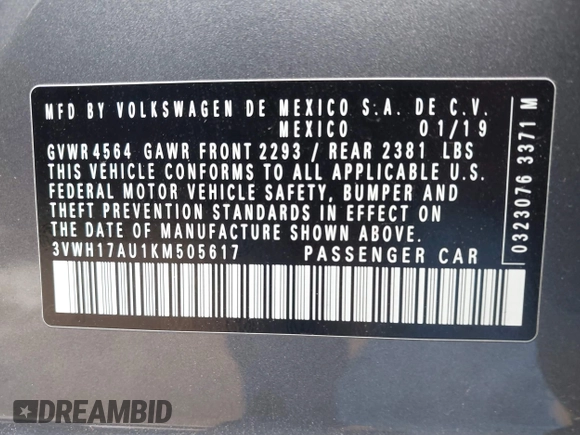 MFD BY VOLKSWAGEN DE MEXICO S.A. DE C.V.
MEXICO 01/19
GVWR 4564 GAWR FRONT 2293 / REAR 2381 LBS
THIS VEHICLE CONFORMS TO ALL APPLICABLE U.S.
FEDERAL MOTOR VEHICLE SAFETY, BUMPER AND
THEFT PREVENTION STANDARDS IN EFFECT ON
THE DATE OF MANUFACTURE SHOWN ABOVE.
3VWH17AU1KM505617 PASSENGER CAR
0323076 3371 M
DREAMBID